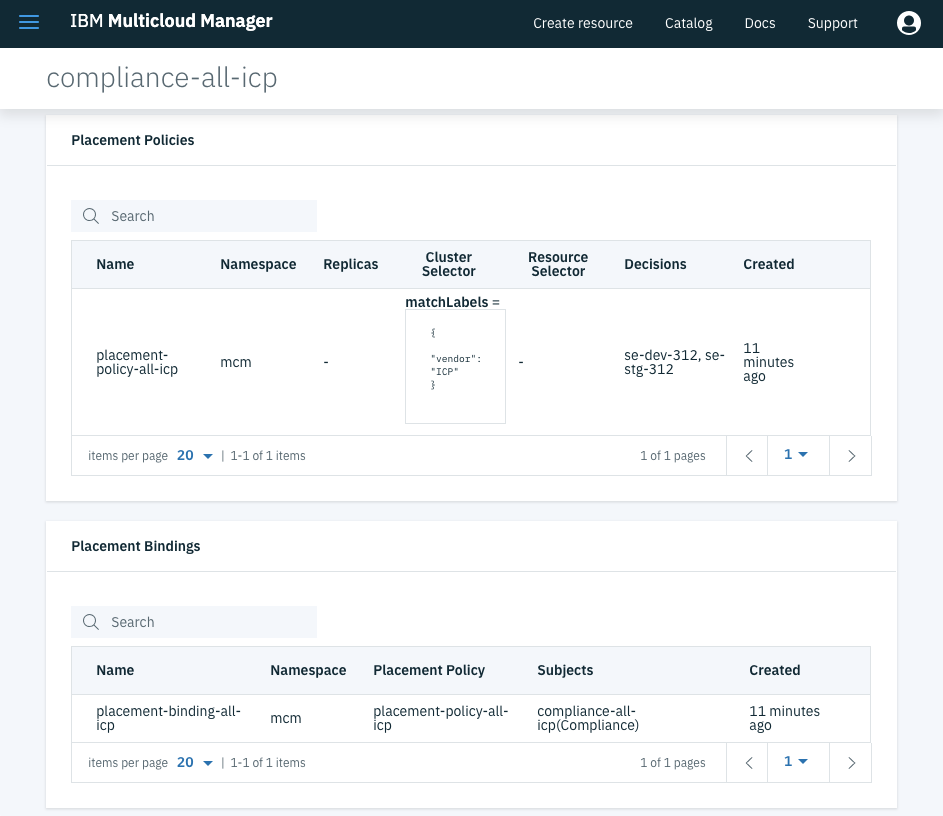 IBM Multicloud Manager
Create resource
Catalog
Docs
Support
compliance-all-icp
Placement Policies
Search
Name
Namespace
Replicas
Cluster
Selector
Resource
Selector
Decisions
Created
placement-
policy-all-icp
mcm
-
matchLabels =
{
"vendor":
"ICP"
}
-
se-dev-312, se-
stg-312
11
minutes
ago
items per page 20 | 1-1 of 1 items
1 of 1 pages
1
Placement Bindings
Search
Name
Namespace
Placement Policy
Subjects
Created
placement-binding-all-
icp
mcm
placement-policy-all-
icp
compliance-all-
icp(Compliance)
11 minutes
ago
items per page 20 | 1-1 of 1 items
1 of 1 pages
1